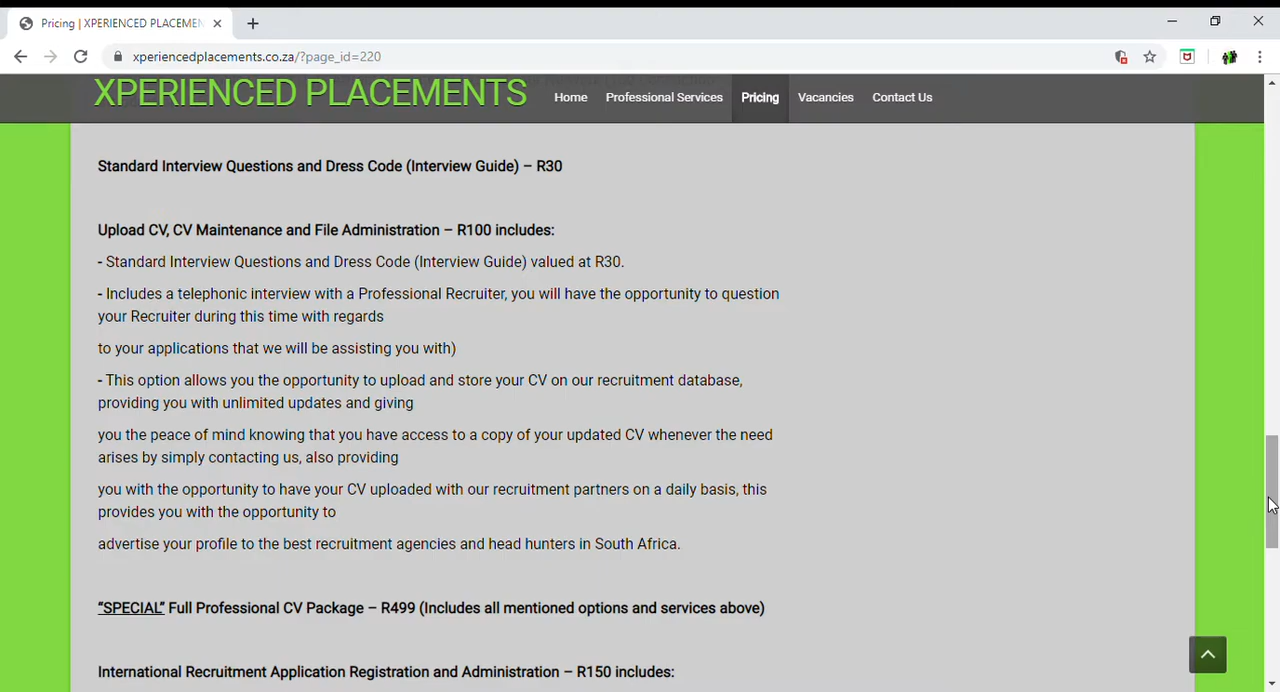 Pricing | XPERIENCED PLACEMEN
xperiencedplacements.co.za/?page_id=220
XPERIENCED PLACEMENTS
Home
Professional Services
Pricing
Vacancies
Contact Us
Standard Interview Questions and Dress Code (Interview Guide) – R30
Upload CV, CV Maintenance and File Administration – R100 includes:
- Standard Interview Questions and Dress Code (Interview Guide) valued at R30.
- Includes a telephonic interview with a Professional Recruiter, you will have the opportunity to question
your Recruiter during this time with regards
to your applications that we will be assisting you with)
- This option allows you the opportunity to upload and store your CV on our recruitment database,
providing you with unlimited updates and giving
you the peace of mind knowing that you have access to a copy of your updated CV whenever the need
arises by simply contacting us, also providing
you with the opportunity to have your CV uploaded with our recruitment partners on a daily basis, this
provides you with the opportunity to
advertise your profile to the best recruitment agencies and head hunters in South Africa.
“SPECIAL” Full Professional CV Package – R499 (Includes all mentioned options and services above)
International Recruitment Application Registration and Administration – R150 includes: